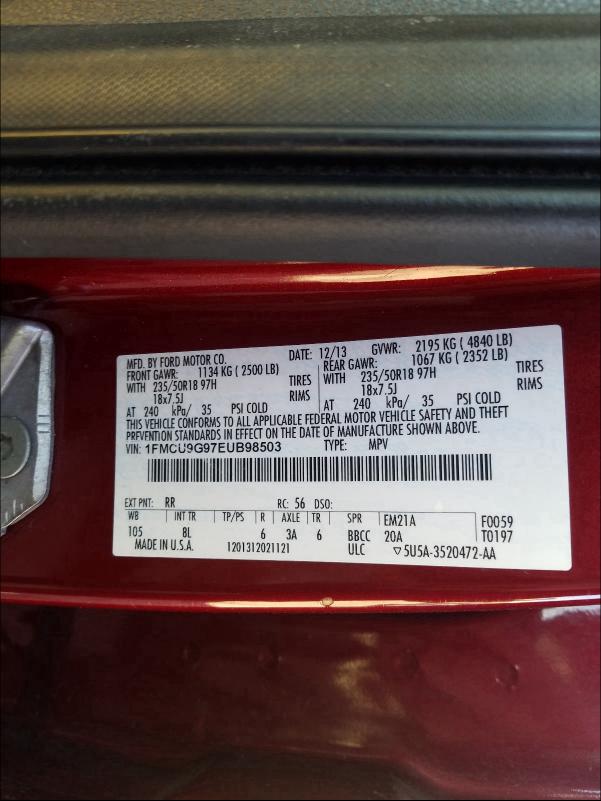 MFD. BY FORD MOTOR CO. DATE: 12/13 GVWR: 2195 KG ( 4840 LB)
FRONT GAWR: 1134 KG ( 2500 LB) REAR GAWR: 1067 KG ( 2352 LB)
WITH 235/50R18 97H TIRES WITH 235/50R18 97H TIRES
18x7.5J RIMS 18x7.5J RIMS
AT 240 kPa/ 35 PSI COLD AT 240 kPa/ 35 PSI COLD
THIS VEHICLE CONFORMS TO ALL APPLICABLE FEDERAL MOTOR VEHICLE SAFETY AND THEFT
PREVENTION STANDARDS IN EFFECT ON THE DATE OF MANUFACTURE SHOWN ABOVE.
VIN: 1FMCU9G97EUB98503 TYPE: MPV
EXT PNT: RR RC: 56 DSO:
WB INT TR TP/PS R AXLE TR SPR EM21A F0059
105 8L 6 3A 6 BBCC 20A T0197
MADE IN U.S.A. 1201312021121 ULC ▽5U5A-3520472-AA